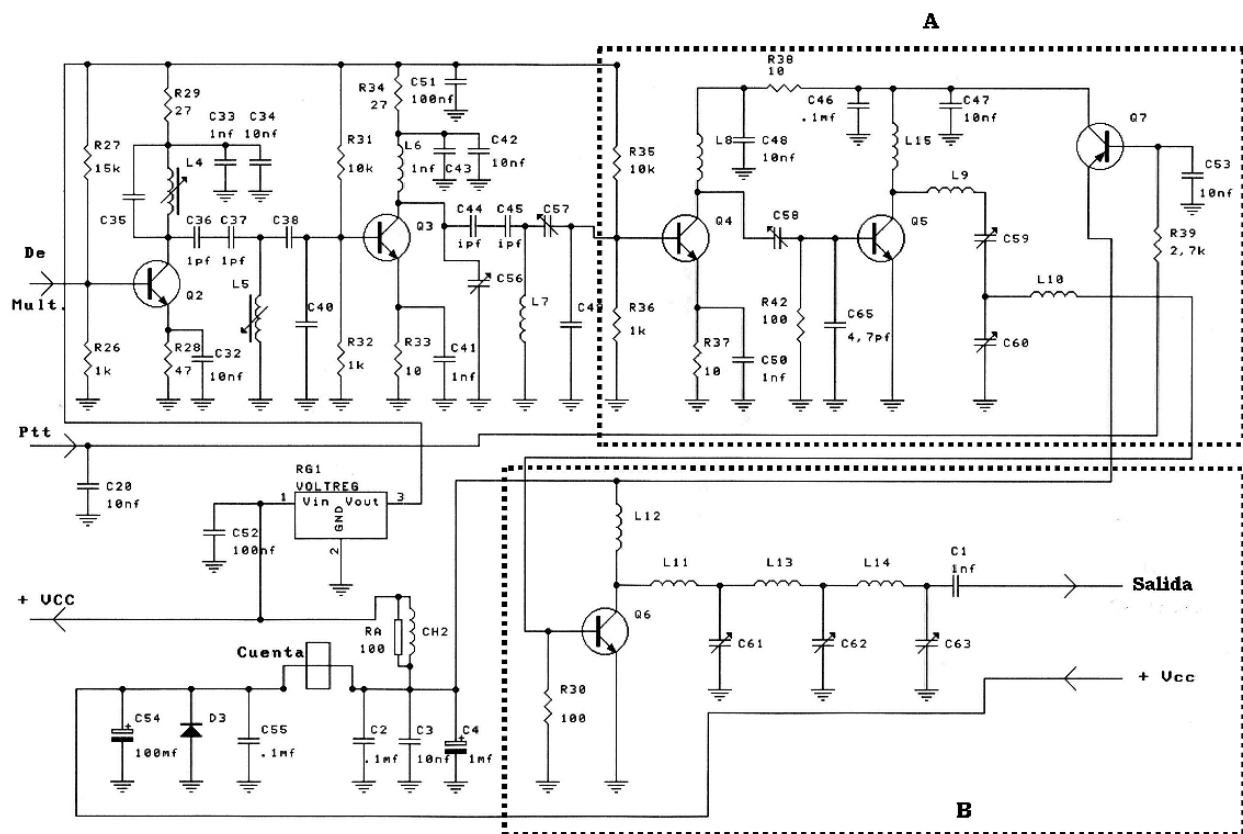 A
R29
27
C33
1nf
C34
10nf
R27
15k
L4
C35
C36
1pf
C37
1pf
C38
De
Mult.
Q2
L5
C40
R26
1k
R28
47
C32
10nf
R34
27
C51
100nf
R31
10k
L6
1nf
C43
C42
10nf
Q3
C44
1pf
C45
1pf
C57
C56
L7
R32
1k
R33
10
C41
1nf
R38
10
C46
.1mf
C47
10nf
L8
C48
10nf
L15
Q7
C53
10nf
R35
10k
Q4
C58
Q5
L9
C59
R39
2,7k
L10
R36
1k
R42
100
C65
4,7pf
C60
R37
10
C50
1nf
Ptt
C20
10nf
RG1
VOLTREG
1
Vin
Vout
3
GND
2
C52
100nf
+ VCC
RA
100
CH2
Cuenta
C54
+
100mf
D3
C55
.1mf
C2
.1mf
C3
10nf
C4
+
1mf
L12
L11
L13
L14
C1
1nf
Salida
Q6
C61
C62
C63
R30
100
+ Vcc
B